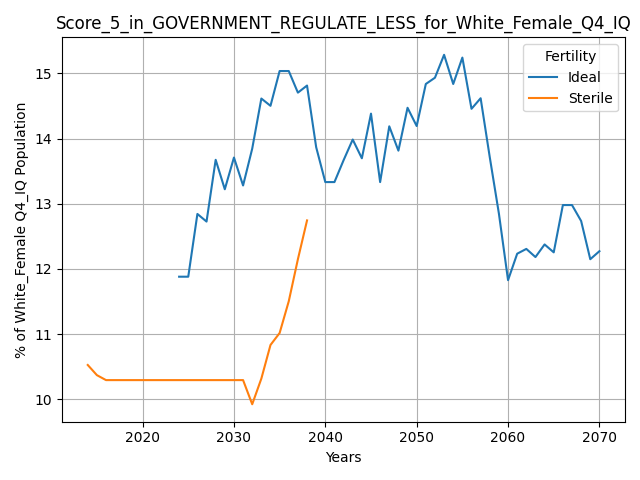 Score_5_in_GOVERNMENT_REGULATE_LESS_for_White_Female_Q4_IQ
Fertility
Ideal
Sterile
% of White_Female Q4_IQ Population
15
14
13
12
11
10
2020 2030 2040 2050 2060 2070
Years